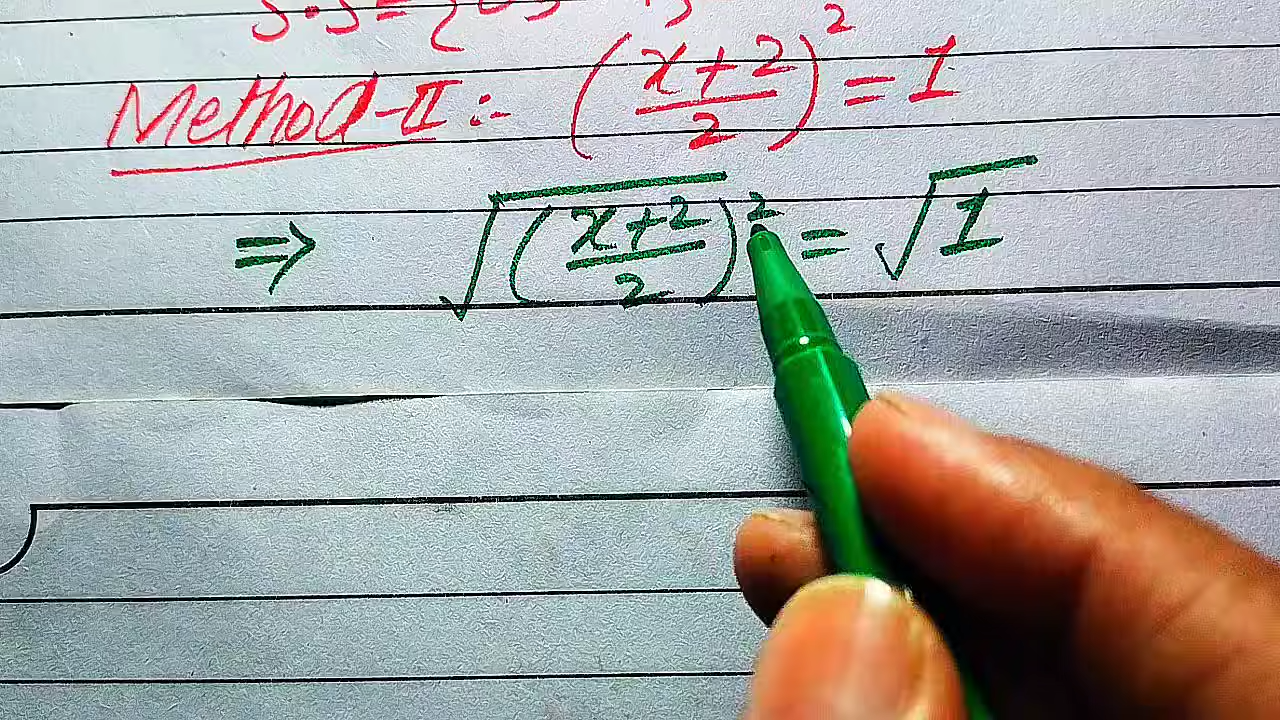 Method-II :- (x+2/2)² = 1
⇒ √(x+2/2)² = √1